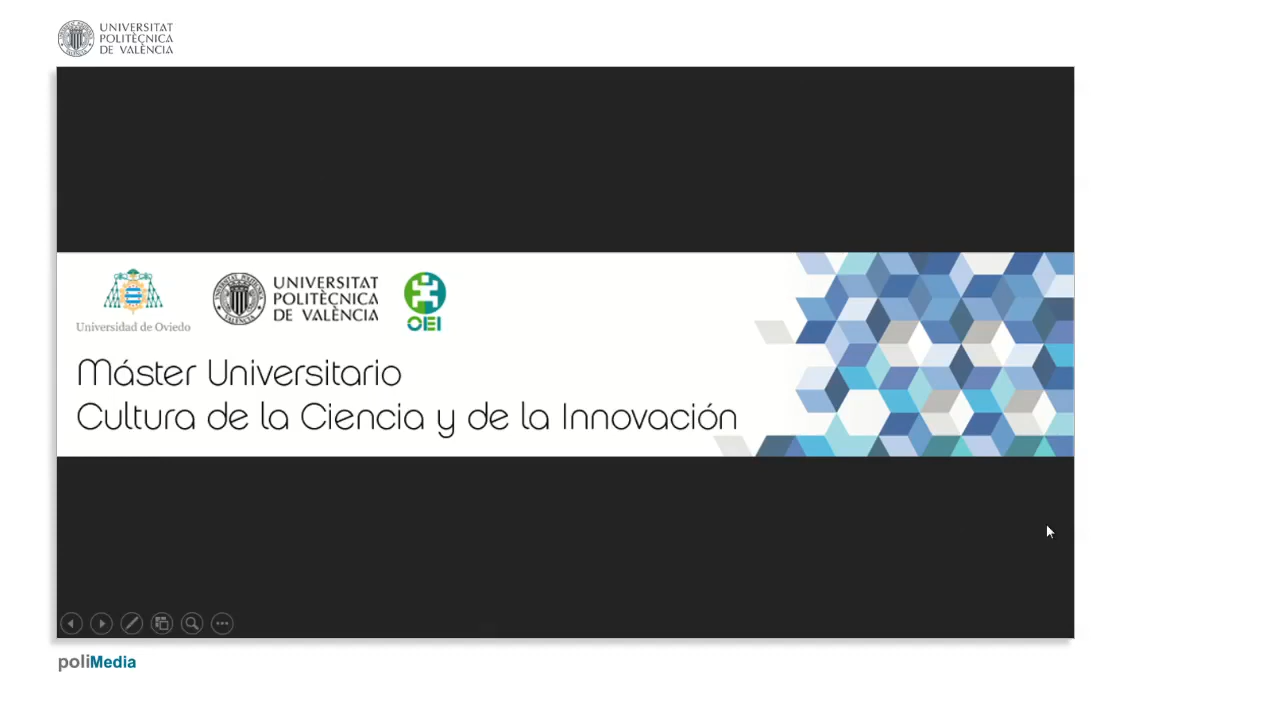 UNIVERSITAT
POLITÈCNICA
DE VALÈNCIA
Universidad de Oviedo
UNIVERSITAT
POLITÈCNICA
DE VALÈNCIA
OEI
Máster Universitario
Cultura de la Ciencia y de la Innovación
poliMedia